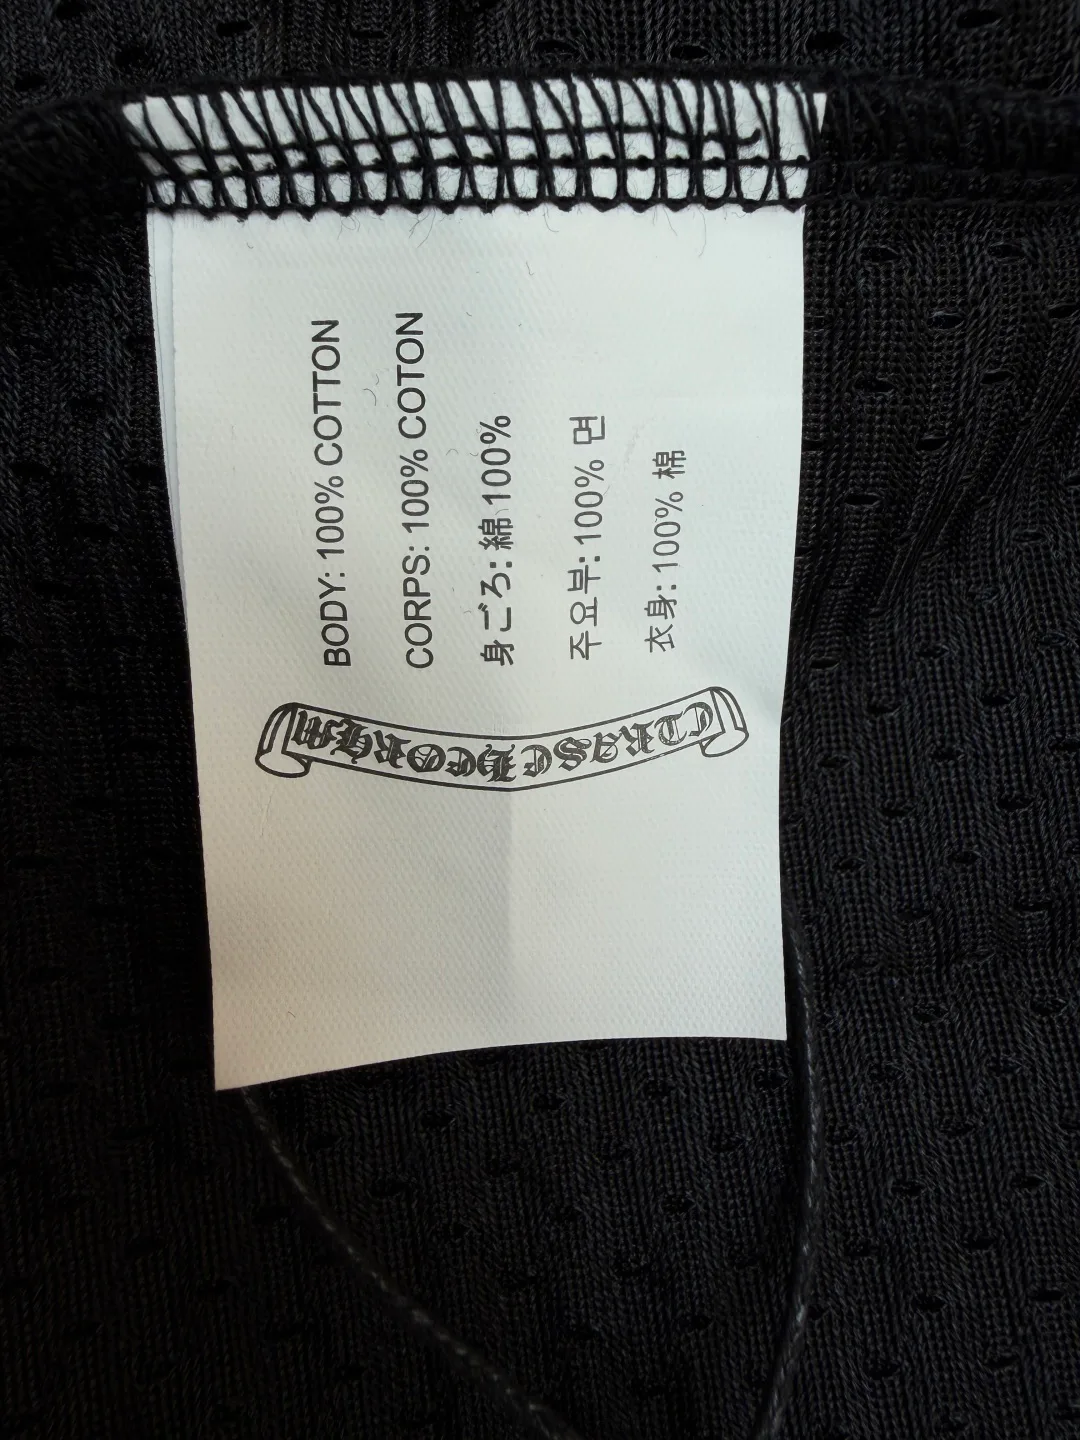 BODY: 100% COTTON
CORPS: 100% COTON
身ごろ: 綿 100%
주요부: 100% 면
衣身: 100% 棉